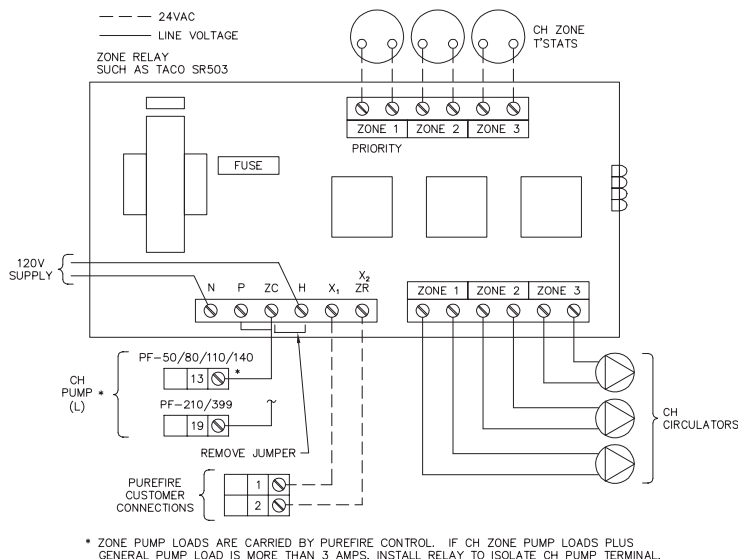 24VAC
LINE VOLTAGE
ZONE RELAY
SUCH AS TACO SR503
CH ZONE
T'STATS
ZONE 1 ZONE 2 ZONE 3
PRIORITY
FUSE
120V
SUPPLY
N P ZC H X₁ X₂
ZR
ZONE 1 ZONE 2 ZONE 3
PF-50/80/110/140
13 *
CH
PUMP *
(L)
PF-210/399
19 ~
REMOVE JUMPER
CH
CIRCULATORS
PUREFIRE
CUSTOMER
CONNECTIONS
1
2
* ZONE PUMP LOADS ARE CARRIED BY PUREFIRE CONTROL. IF CH ZONE PUMP LOADS PLUS
GENERAL PUMP LOAD IS MORE THAN 3 AMPS, INSTALL RELAY TO ISOLATE CH PUMP TERMINAL.